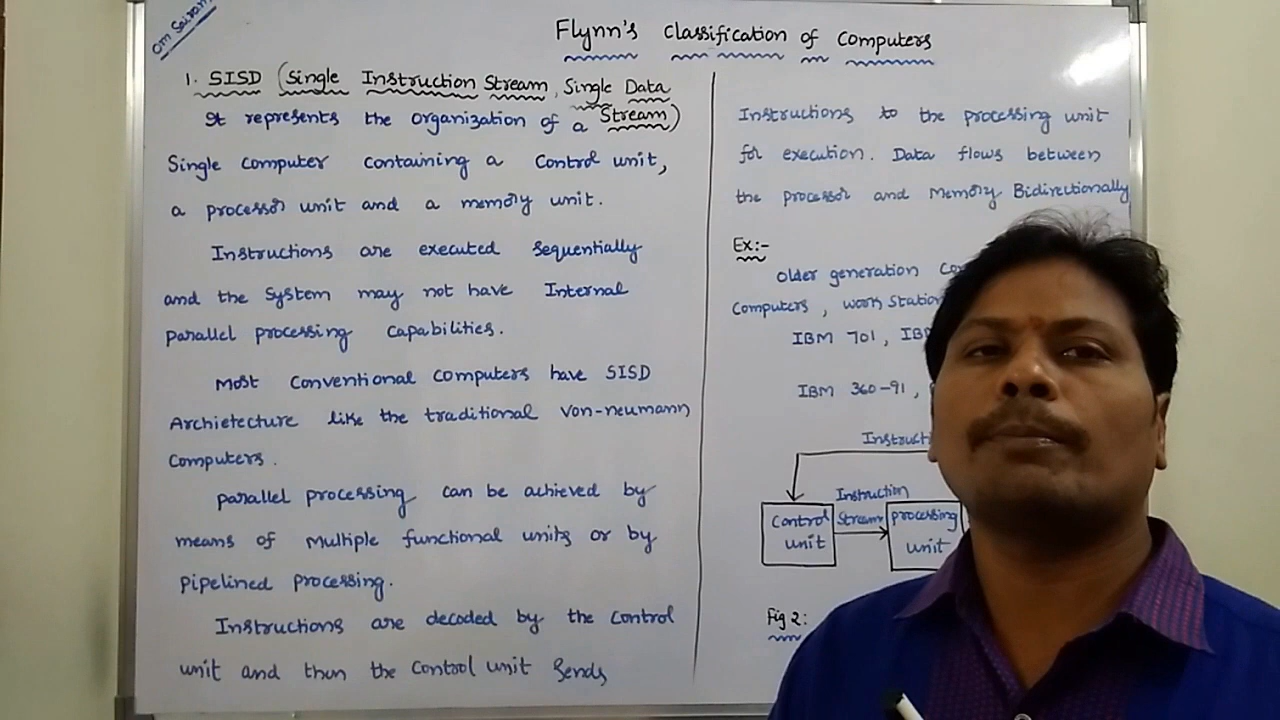 Om Sairam
Flynn's Classification of Computers
1. SISD (Single Instruction Stream, Single Data
Stream)
It represents the organization of a
Single computer containing a Control unit,
a processor unit and a memory unit.
Instructions are executed Sequentially
and the System may not have Internal
parallel processing capabilities.
Most Conventional Computers have SISD
Archietecture like the traditional Von-neumann
Computers.
parallel processing can be achieved by
means of multiple functional units or by
pipelined processing.
Instructions are decoded by the Control
unit and then the Control unit Sends
Instructions to the processing unit
for execution. Data flows between
the processor and Memory Bidirectionally
Ex:-
older generation
Computers, work Station
IBM 701,
IBM 360-91,
Instruction
Stream
Control
unit
processing
unit
Fig 2: